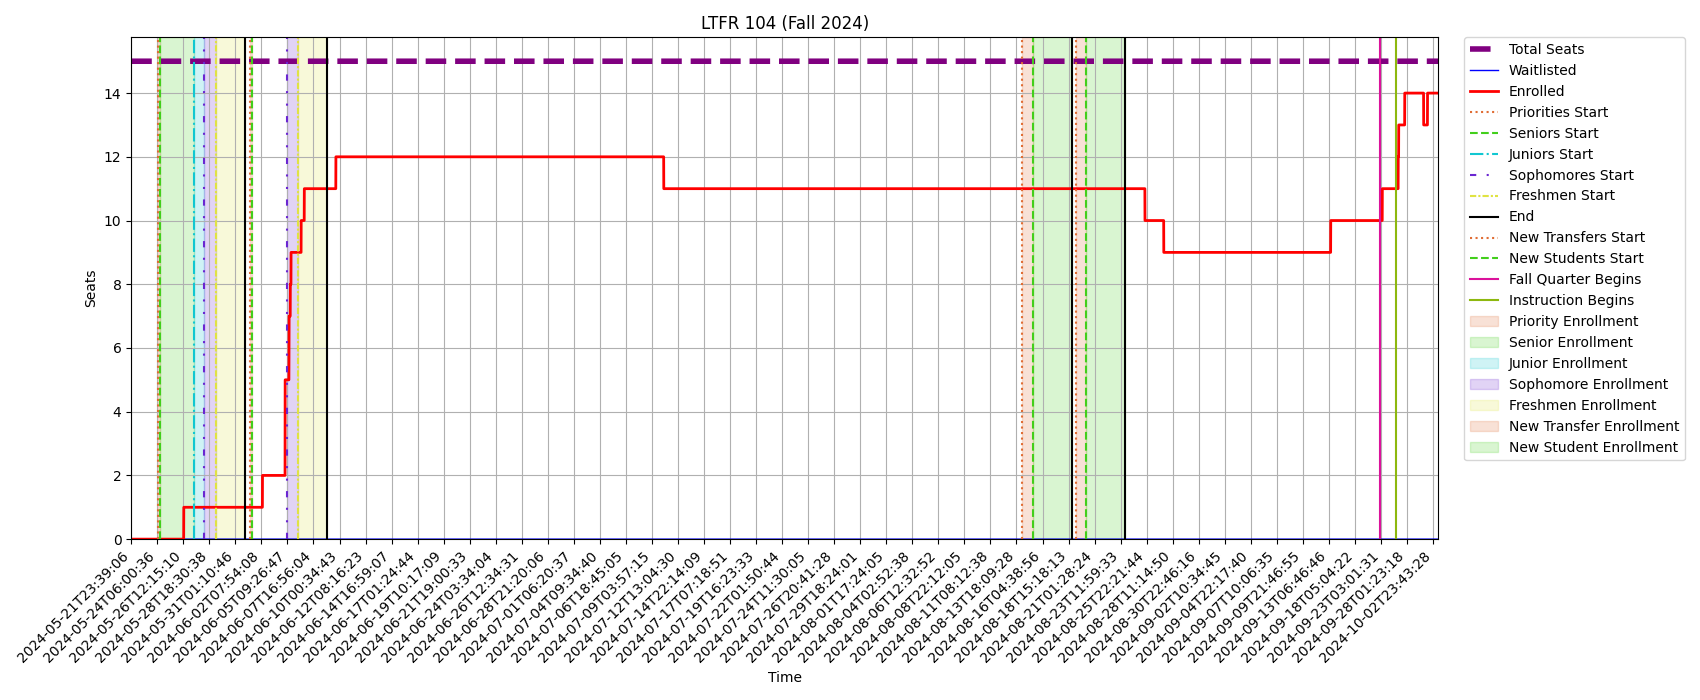 LTFR 104 (Fall 2024)
Seats
14
12
10
8
6
4
2
0
2024-05-21T23:39:06
2024-05-24T06:00:36
2024-05-26T12:15:10
2024-05-28T18:30:38
2024-05-31T01:10:46
2024-06-02T07:54:08
2024-06-05T09:26:47
2024-06-07T16:56:04
2024-06-10T00:34:43
2024-06-12T08:16:23
2024-06-14T16:59:07
2024-06-17T01:24:44
2024-06-19T10:17:09
2024-06-21T19:00:33
2024-06-24T03:34:04
2024-06-26T12:34:31
2024-06-28T21:20:06
2024-07-01T06:20:37
2024-07-04T09:34:40
2024-07-06T18:45:05
2024-07-09T03:57:15
2024-07-12T13:04:30
2024-07-14T22:14:09
2024-07-17T07:18:51
2024-07-19T16:23:33
2024-07-22T01:50:44
2024-07-24T11:30:05
2024-07-26T20:41:28
2024-07-29T18:24:01
2024-08-01T17:24:05
2024-08-04T02:52:38
2024-08-06T12:32:52
2024-08-08T22:12:05
2024-08-11T08:12:38
2024-08-13T18:09:28
2024-08-16T04:38:56
2024-08-18T15:18:13
2024-08-21T01:28:24
2024-08-23T11:59:33
2024-08-25T22:21:44
2024-08-28T11:14:50
2024-08-30T22:46:16
2024-09-02T10:34:45
2024-09-04T22:17:40
2024-09-07T10:06:35
2024-09-09T21:46:55
2024-09-13T06:46:46
2024-09-18T05:04:22
2024-09-23T03:01:31
2024-09-28T01:23:18
2024-10-02T23:43:28
Time
Total Seats
Waitlisted
Enrolled
Priorities Start
Seniors Start
Juniors Start
Sophomores Start
Freshmen Start
End
New Transfers Start
New Students Start
Fall Quarter Begins
Instruction Begins
Priority Enrollment
Senior Enrollment
Junior Enrollment
Sophomore Enrollment
Freshmen Enrollment
New Transfer Enrollment
New Student Enrollment